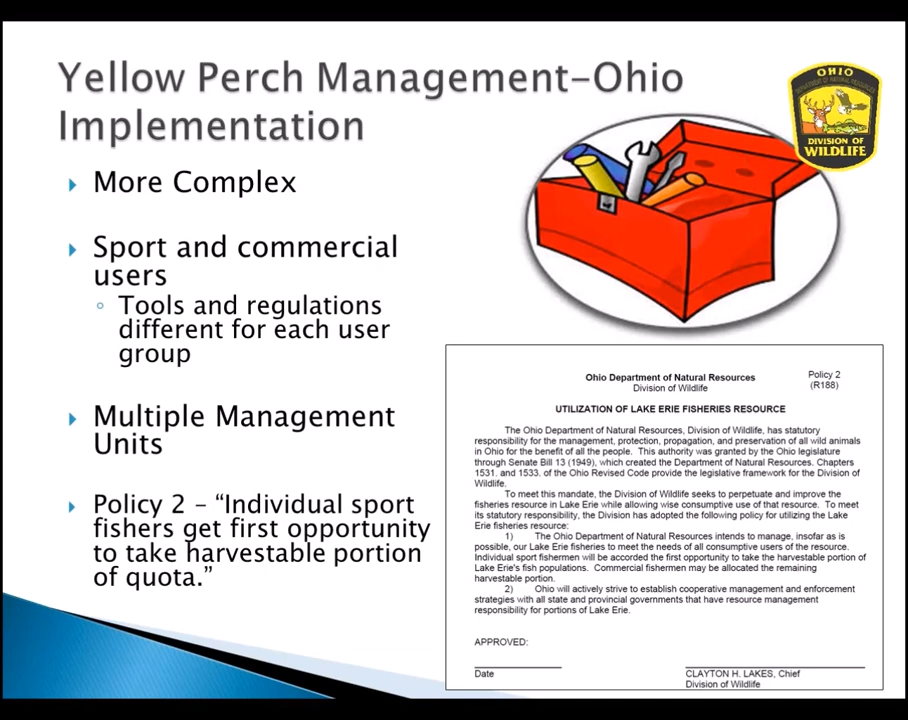 Yellow Perch Management-Ohio
Implementation
OHIO
DIVISION OF
WILDLIFE
More Complex
Sport and commercial
users
Tools and regulations
different for each user
group
Multiple Management
Units
Policy 2 – “Individual sport
fishers get first opportunity
to take harvestable portion
of quota.”
Ohio Department of Natural Resources
Division of Wildlife
Policy 2
(R188)
UTILIZATION OF LAKE ERIE FISHERIES RESOURCE
The Ohio Department of Natural Resources, Division of Wildlife, has statutory
responsibility for the management, protection, propagation, and preservation of all wild animals
in Ohio for the benefit of all the people. This authority was granted by the Ohio legislature
through Senate Bill 13 (1949), which created the Department of Natural Resources. Chapters
1531. and 1533. of the Ohio Revised Code provide the legislative framework for the Division of
Wildlife.
To meet this mandate, the Division of Wildlife seeks to perpetuate and improve the
fisheries resource in Lake Erie while allowing wise consumptive use of that resource. To meet
its statutory responsibility, the Division has adopted the following policy for utilizing the Lake
Erie fisheries resource:
1) The Ohio Department of Natural Resources intends to manage, insofar as is
possible, our Lake Erie fisheries to meet the needs of all consumptive users of the resource.
Individual sport fishermen will be accorded the first opportunity to take the harvestable portion of
Lake Erie's fish populations. Commercial fishermen may be allocated the remaining
harvestable portion.
2) Ohio will actively strive to establish cooperative management and enforcement
strategies with all state and provincial governments that have resource management
responsibility for portions of Lake Erie.
APPROVED:
Date
CLAYTON H. LAKES, Chief
Division of Wildlife